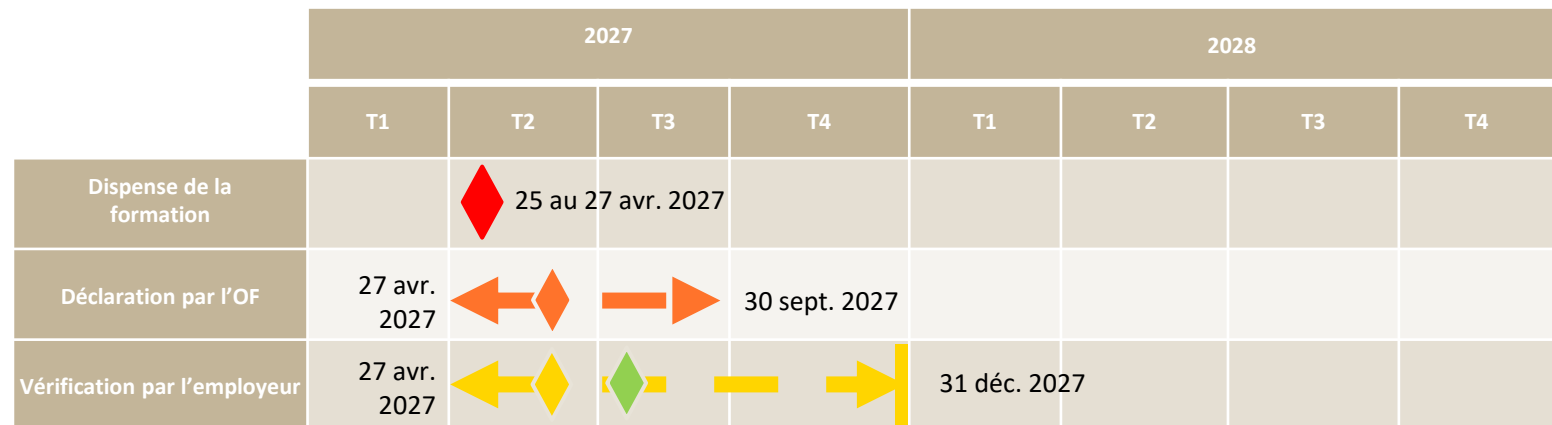 2027
2028
T1
T2
T3
T4
T1
T2
T3
T4
Dispense de la
formation
25 au 27 avr. 2027
Déclaration par l’OF
27 avr.
2027
30 sept. 2027
Vérification par l’employeur
27 avr.
2027
31 déc. 2027